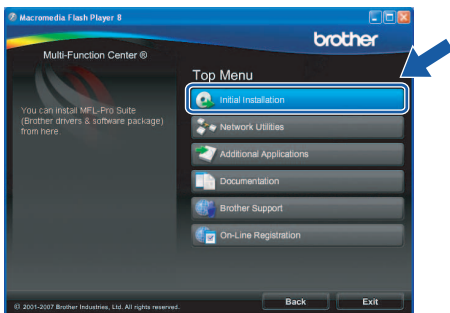 Macromedia Flash Player 8
brother
Multi-Function Center ®
Top Menu
You can install MFL-Pro Suite
(Brother drivers & software package)
from here.
Initial Installation
Network Utilities
Additional Applications
Documentation
Brother Support
On-Line Registration
© 2001-2007 Brother Industries, Ltd. All rights reserved.
Back
Exit